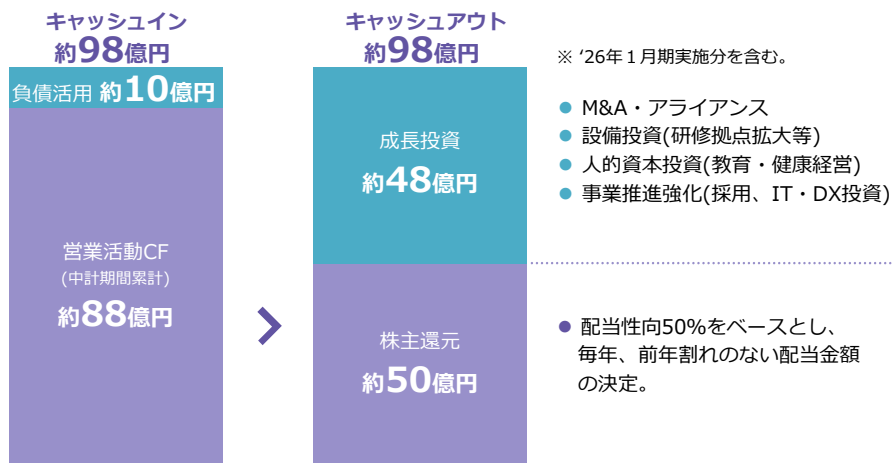 キャッシュイン
約98億円
負債活用 約10億円
営業活動CF
(中計期間累計)
約88億円
キャッシュアウト
約98億円
成長投資
約48億円
株主還元
約50億円
※ ‘26年１月期実施分を含む。
● M&A・アライアンス
● 設備投資(研修拠点拡大等)
● 人的資本投資(教育・健康経営)
● 事業推進強化(採用、IT・DX投資)
● 配当性向50%をベースとし、
毎年、前年割れのない配当金額
の決定。